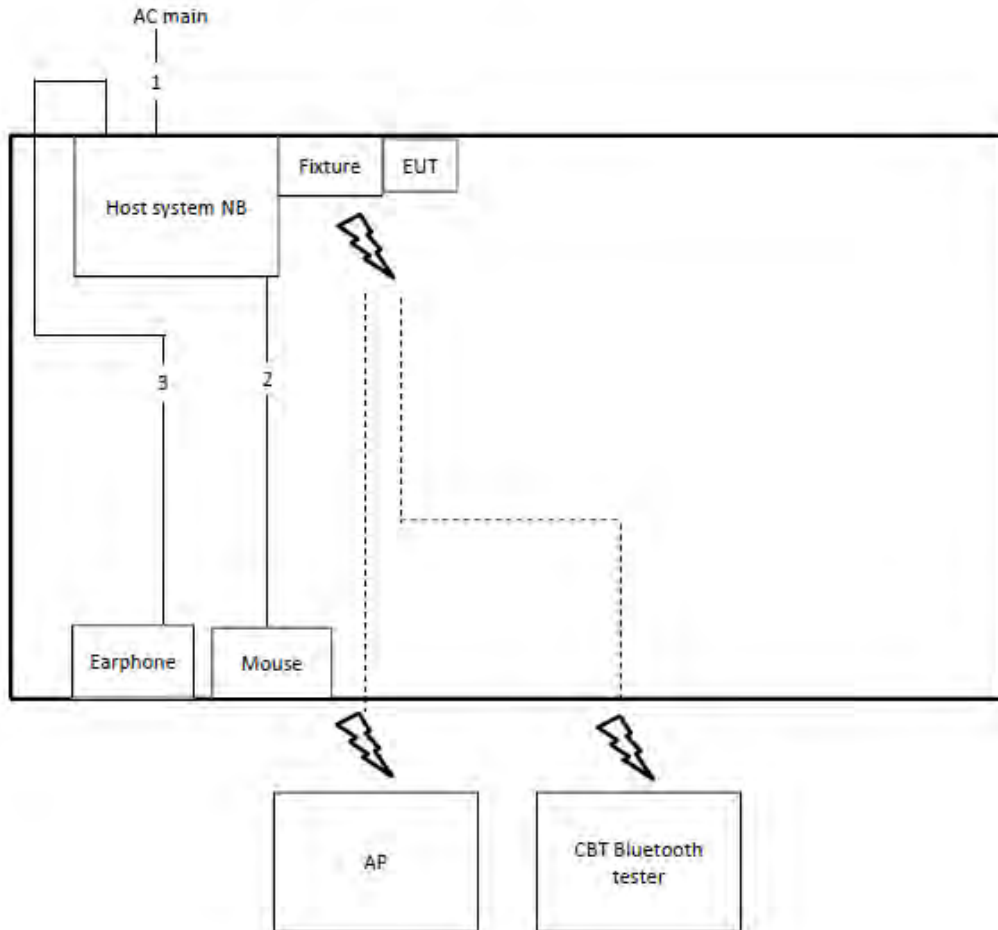 AC main
1
Fixture
EUT
Host system NB
3
2
Earphone
Mouse
AP
CBT Bluetooth
tester